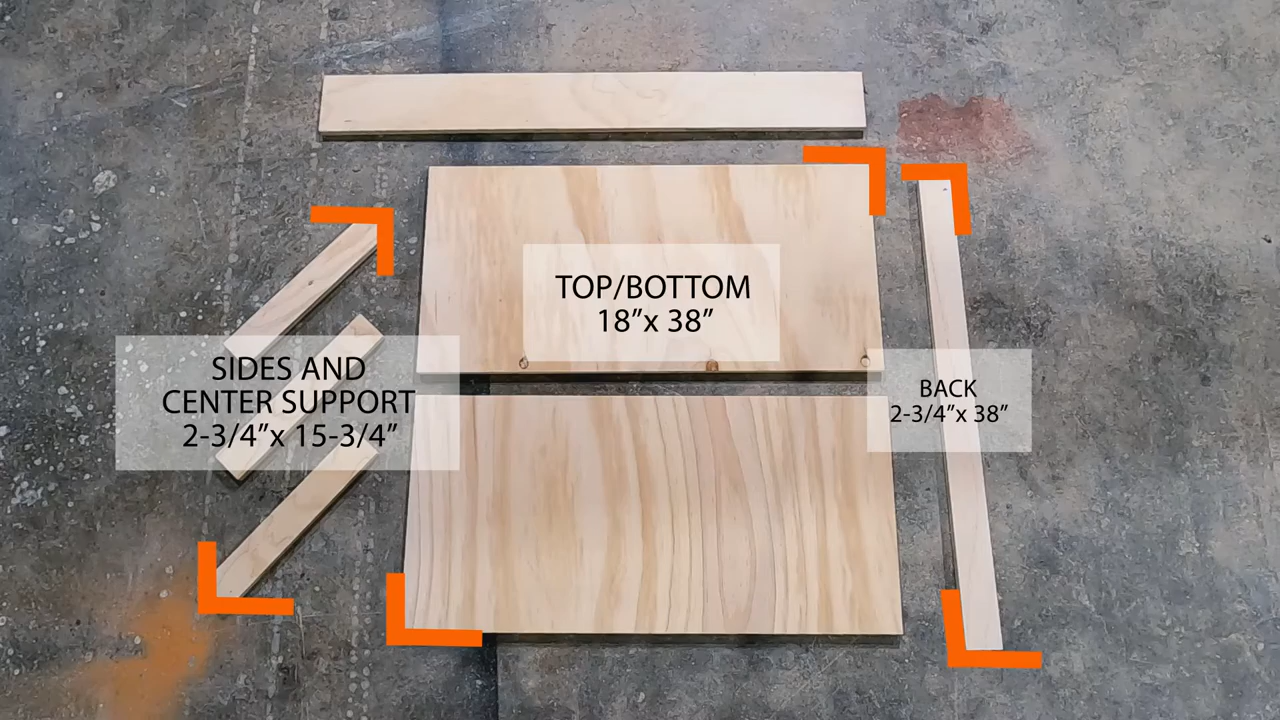 TOP/BOTTOM
18”x 38”
SIDES AND
CENTER SUPPORT
2-3/4”x 15-3/4”
BACK
2-3/4”x 38”